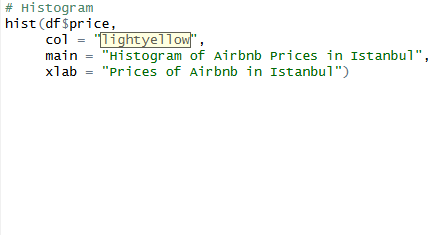 # Histogram
hist(df$price,
     col = "lightyellow",
     main = "Histogram of Airbnb Prices in Istanbul",
     xlab = "Prices of Airbnb in Istanbul")